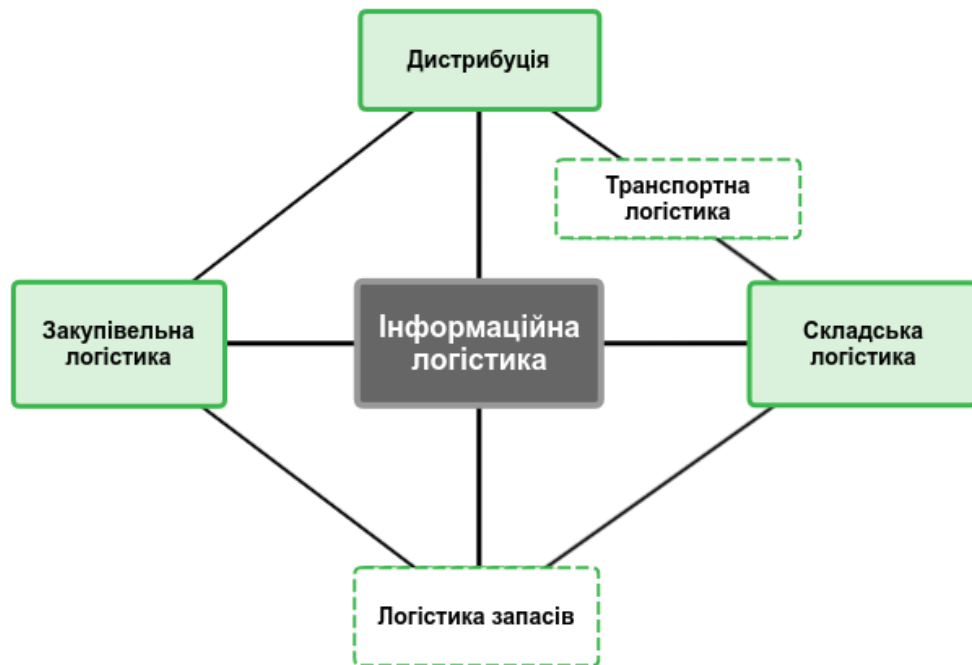 Дистрибуція
Транспортна
логістика
Закупівельна
логістика
Інформаційна
логістика
Складська
логістика
Логістика запасів